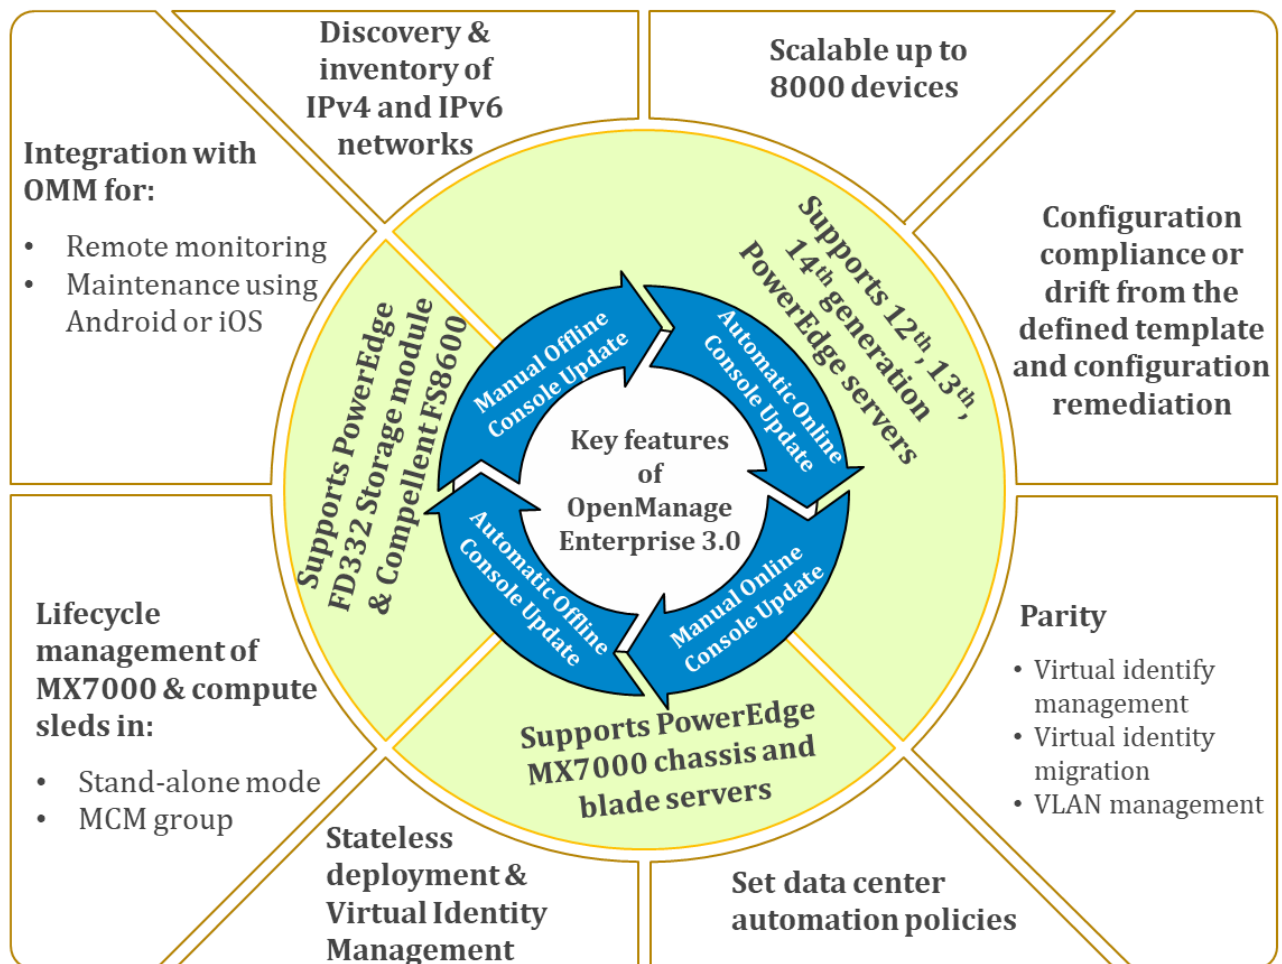 Discovery &
inventory of
IPv4 and IPv6
networks
Scalable up to
8000 devices
Integration with
OMM for:
• Remote monitoring
• Maintenance using
Android or iOS
Configuration
compliance or
drift from the
defined template
and configuration
remediation
Supports 12th, 13th,
14th generation
PowerEdge servers
Supports PowerEdge
FD332 Storage module
& Compellent FS8600
Manual Offline
Console Update
Automatic Online
Console Update
Key features
of
OpenManage
Enterprise 3.0
Automatic Offline
Console Update
Manual Online
Console Update
Supports PowerEdge
MX7000 chassis and
blade servers
Lifecycle
management of
MX7000 & compute
sleds in:
• Stand-alone mode
• MCM group
Parity
• Virtual identify
management
• Virtual identity
migration
• VLAN management
Stateless
deployment &
Virtual Identity
Management
Set data center
automation policies